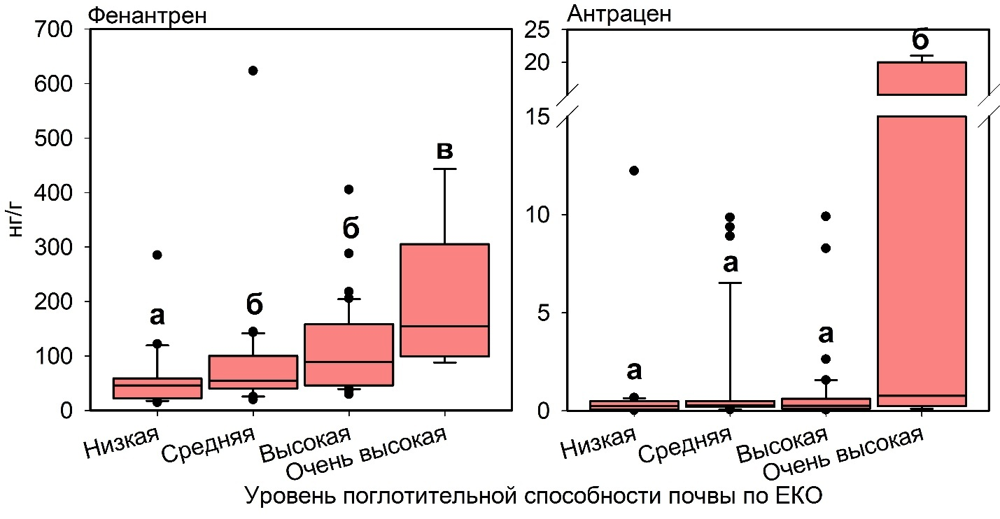 Фенантрен
700
600
500
400
300
200
100
0
нг/г
а
б
б
в
Низкая
Средняя
Высокая
Очень высокая
Антрацен
25
20
15
10
5
0
а
а
а
б
Низкая
Средняя
Высокая
Очень высокая
Уровень поглотительной способности почвы по ЕКО